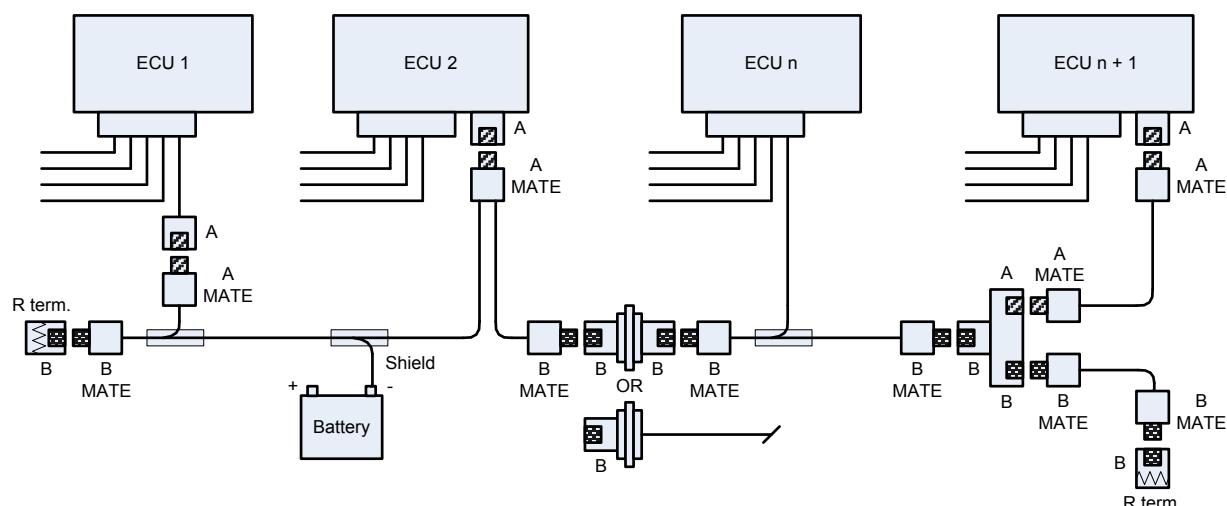 ECU 1
ECU 2
ECU n
ECU n + 1
A
A
MATE
A
A
MATE
A
A
MATE
A
A
MATE
R term.
B
B
MATE
Shield
+
-
Battery
B
MATE
B
B
B
MATE
OR
B
B
MATE
B
B
B
MATE
B
MATE
B
R term.